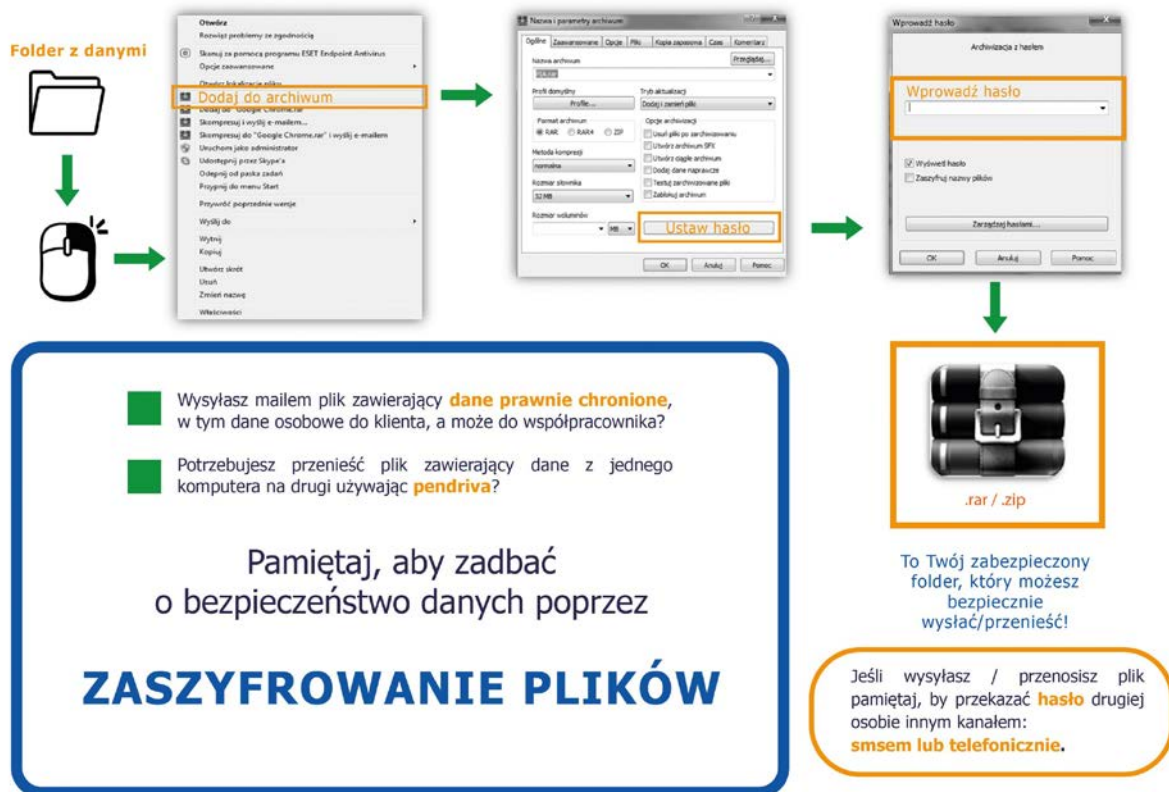 Folder z danymi
Otwórz
Rozwiąż problemy ze zgodnością
Skanuj za pomocą programu ESET Endpoint Antivirus
Opcje zaawansowane
Otwórz lokalizację pliku
Dodaj do archiwum
Dodaj do "Google Chrome.rar"
Skompresuj i wyślij e-mailem...
Skompresuj do "Google Chrome.rar" i wyślij e-mailem
Uruchom jako administrator
Udostępnij przez Skype'a
Odepnij od paska zadań
Przypnij do menu Start
Przywróć poprzednie wersje
Wyślij do
Wytnij
Kopiuj
Utwórz skrót
Usuń
Zmień nazwę
Właściwości
Nazwa i parametry archiwum
Ogólne Zaawansowane Opcje Pliki Kopia zapasowa Czas Komentarz
Nazwa archiwum
Przeglądaj...
Profil domyślny
Profile...
Tryb aktualizacji
Dodaj i zamień pliki
Format archiwum
RAR RAR4 ZIP
Metoda kompresji
normalna
Rozmiar słownika
32 MB
Rozmiar woluminów
MB
Opcje archiwizacji
Usuń pliki po zarchiwizowaniu
Utwórz archiwum SFX
Utwórz ciągłe archiwum
Dodaj dane naprawcze
Testuj zarchiwizowane pliki
Zablokuj archiwum
Ustaw hasło
OK Anuluj Pomoc
Wprowadź hasło
Archiwizacja z hasłem
Wprowadź hasło
Wyświetl hasło
Zaszyfruj nazwy plików
Zarządzaj hasłami...
OK Anuluj Pomoc
Wysyłasz mailem plik zawierający dane prawnie chronione,
w tym dane osobowe do klienta, a może do współpracownika?
Potrzebujesz przenieść plik zawierający dane z jednego
komputera na drugi używając pendriva?
Pamiętaj, aby zadbać
o bezpieczeństwo danych poprzez
ZASZYFROWANIE PLIKÓW
.rar / .zip
To Twój zabezpieczony
folder, który możesz
bezpiecznie
wysłać/przenieść!
Jeśli wysyłasz / przenosisz plik
pamiętaj, by przekazać hasło drugiej
osobie innym kanałem:
smsem lub telefonicznie.